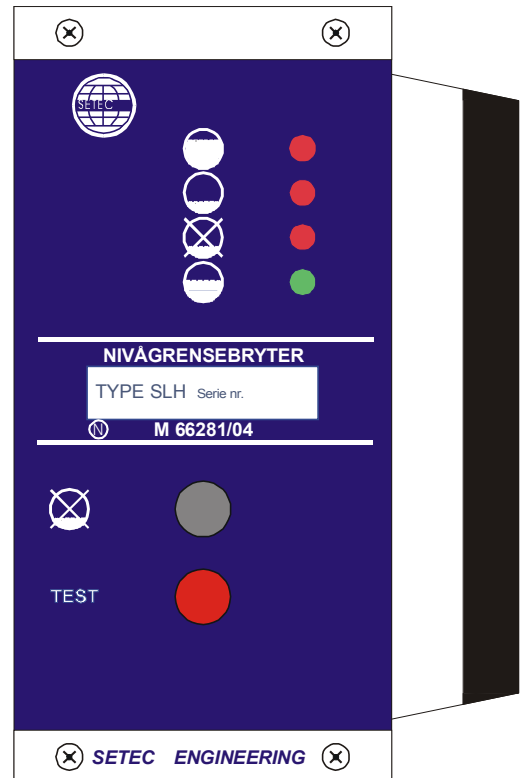 SETEC
NIVÅGRENSEBRYTER
TYPE SLH Serie nr.
N M 66281/04
TEST
SETEC ENGINEERING